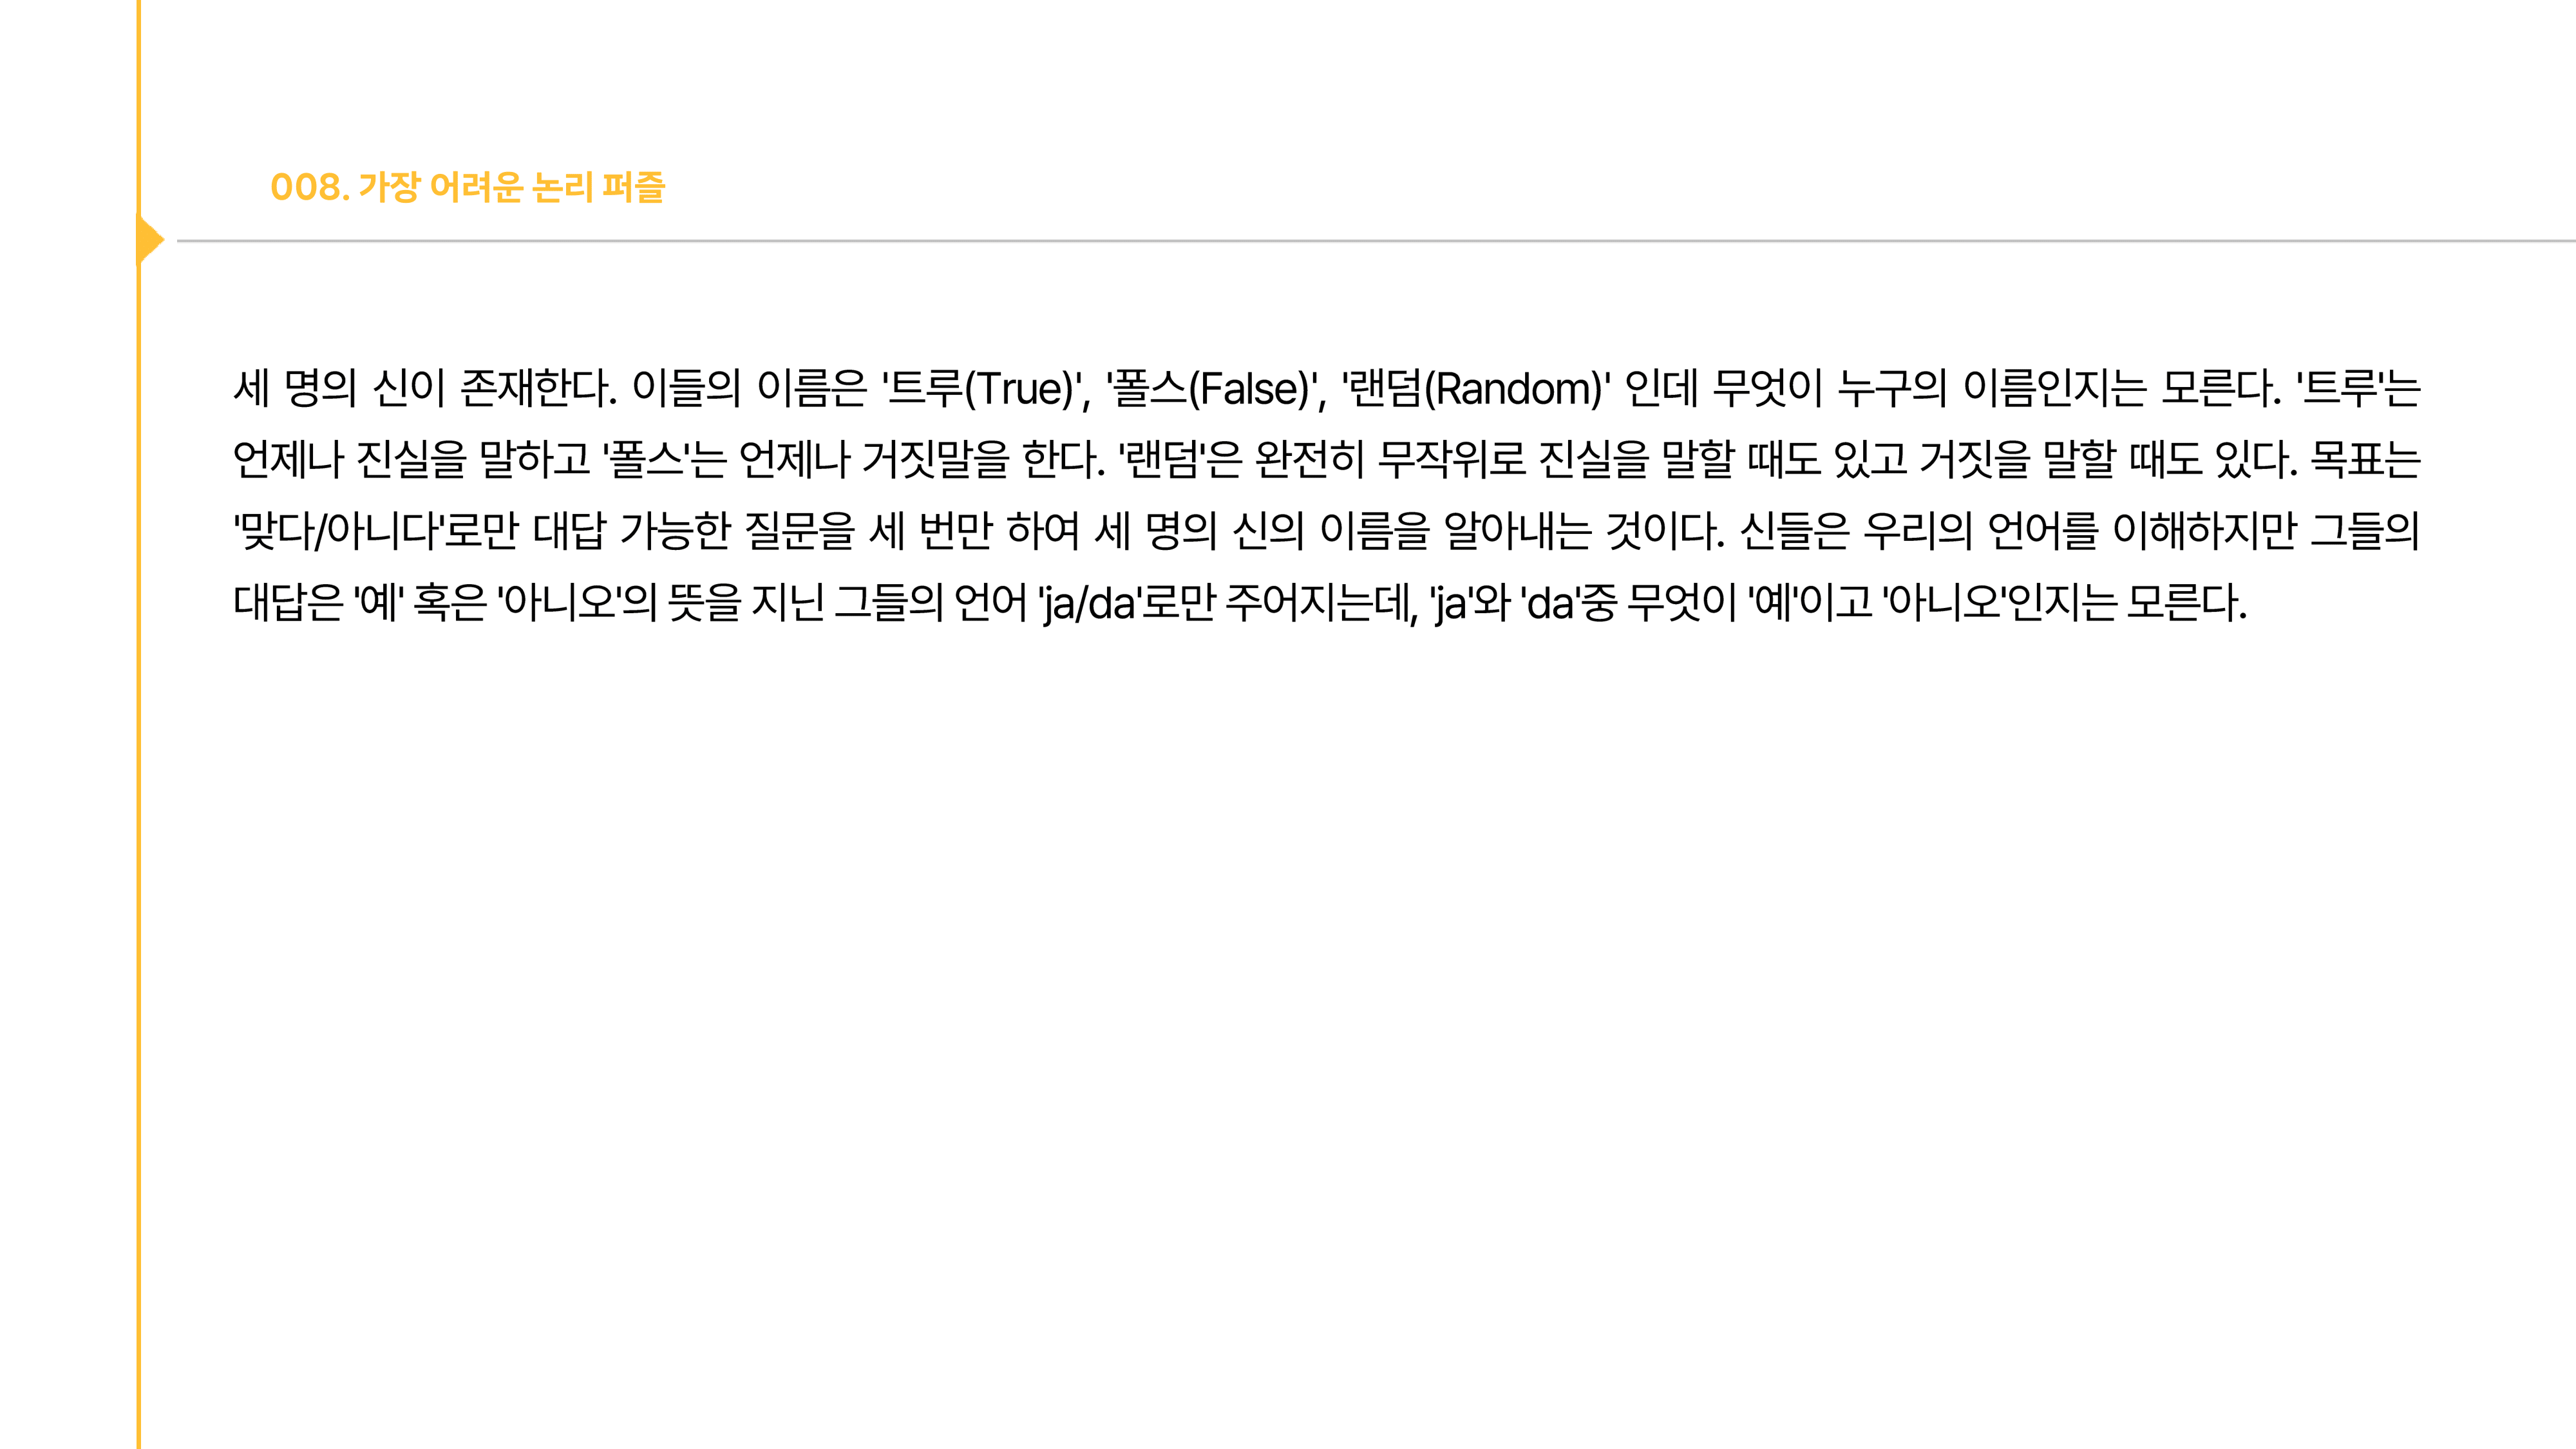 008. 가장 어려운 논리 퍼즐
세 명의 신이 존재한다. 이들의 이름은 '트루(True)', '폴스(False)', '랜덤(Random)' 인데 무엇이 누구의 이름인지는 모른다. '트루'는
언제나 진실을 말하고 '폴스'는 언제나 거짓말을 한다. '랜덤'은 완전히 무작위로 진실을 말할 때도 있고 거짓을 말할 때도 있다. 목표는
'맞다/아니다'로만 대답 가능한 질문을 세 번만 하여 세 명의 신의 이름을 알아내는 것이다. 신들은 우리의 언어를 이해하지만 그들의
대답은 '예' 혹은 '아니오'의 뜻을 지닌 그들의 언어 'ja/da'로만 주어지는데, 'ja'와 'da'중 무엇이 '예'이고 '아니오'인지는 모른다.